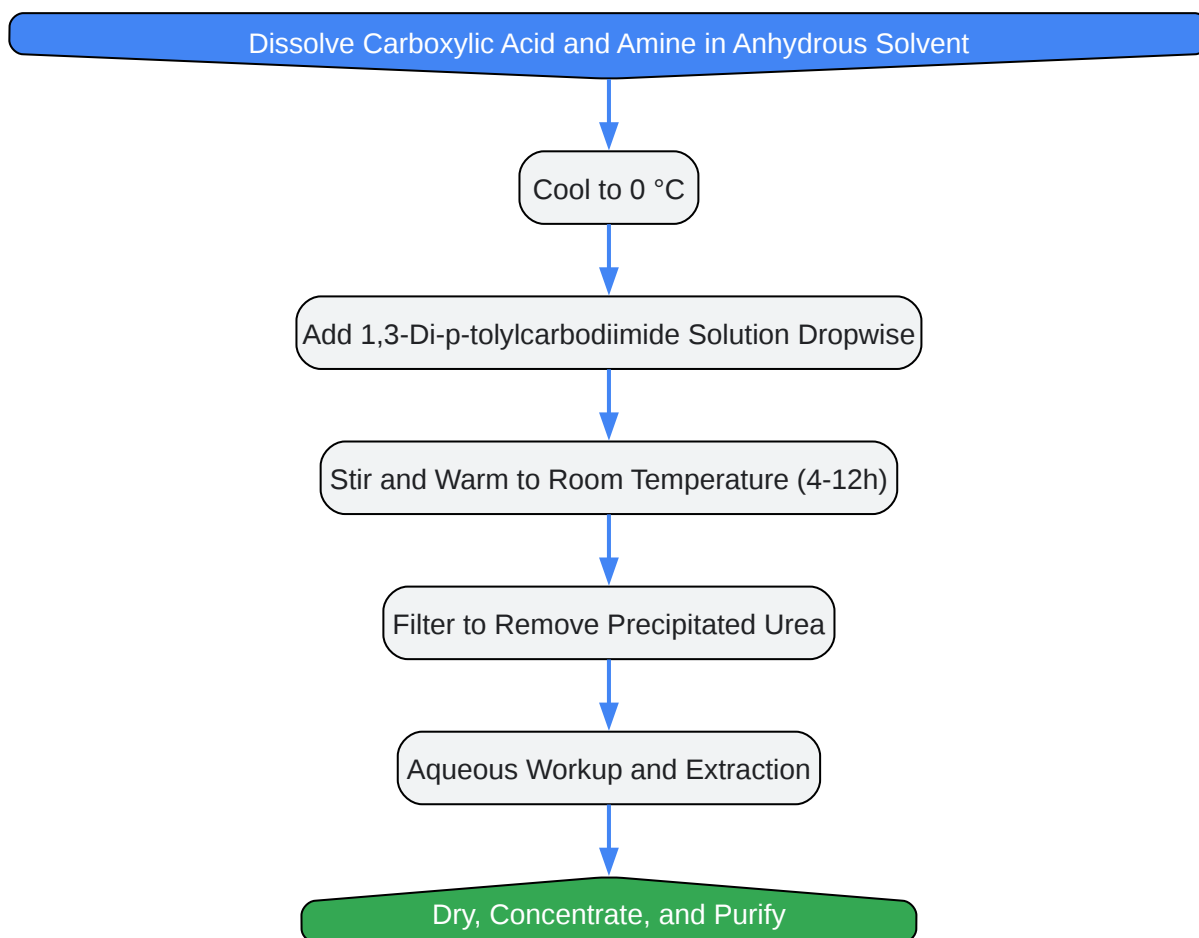 Dissolve Carboxylic Acid and Amine in Anhydrous Solvent
Cool to 0 °C
Add 1,3-Di-p-tolylcarbodiimide Solution Dropwise
Stir and Warm to Room Temperature (4-12h)
Filter to Remove Precipitated Urea
Aqueous Workup and Extraction
Dry, Concentrate, and Purify